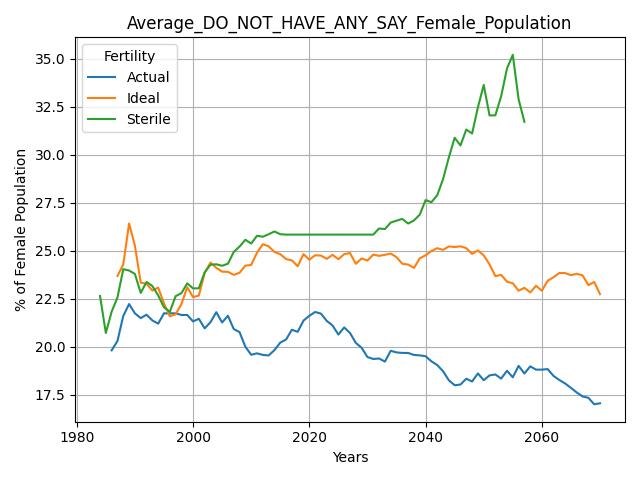 Average_DO_NOT_HAVE_ANY_SAY_Female_Population
Fertility
Actual
Ideal
Sterile
% of Female Population
35.0
32.5
30.0
27.5
25.0
22.5
20.0
17.5
1980
2000
2020
2040
2060
Years